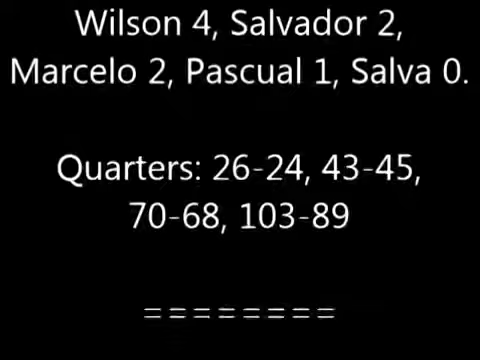 Wilson 4, Salvador 2,
Marcelo 2, Pascual 1, Salva 0.
Quarters: 26-24, 43-45,
70-68, 103-89
========